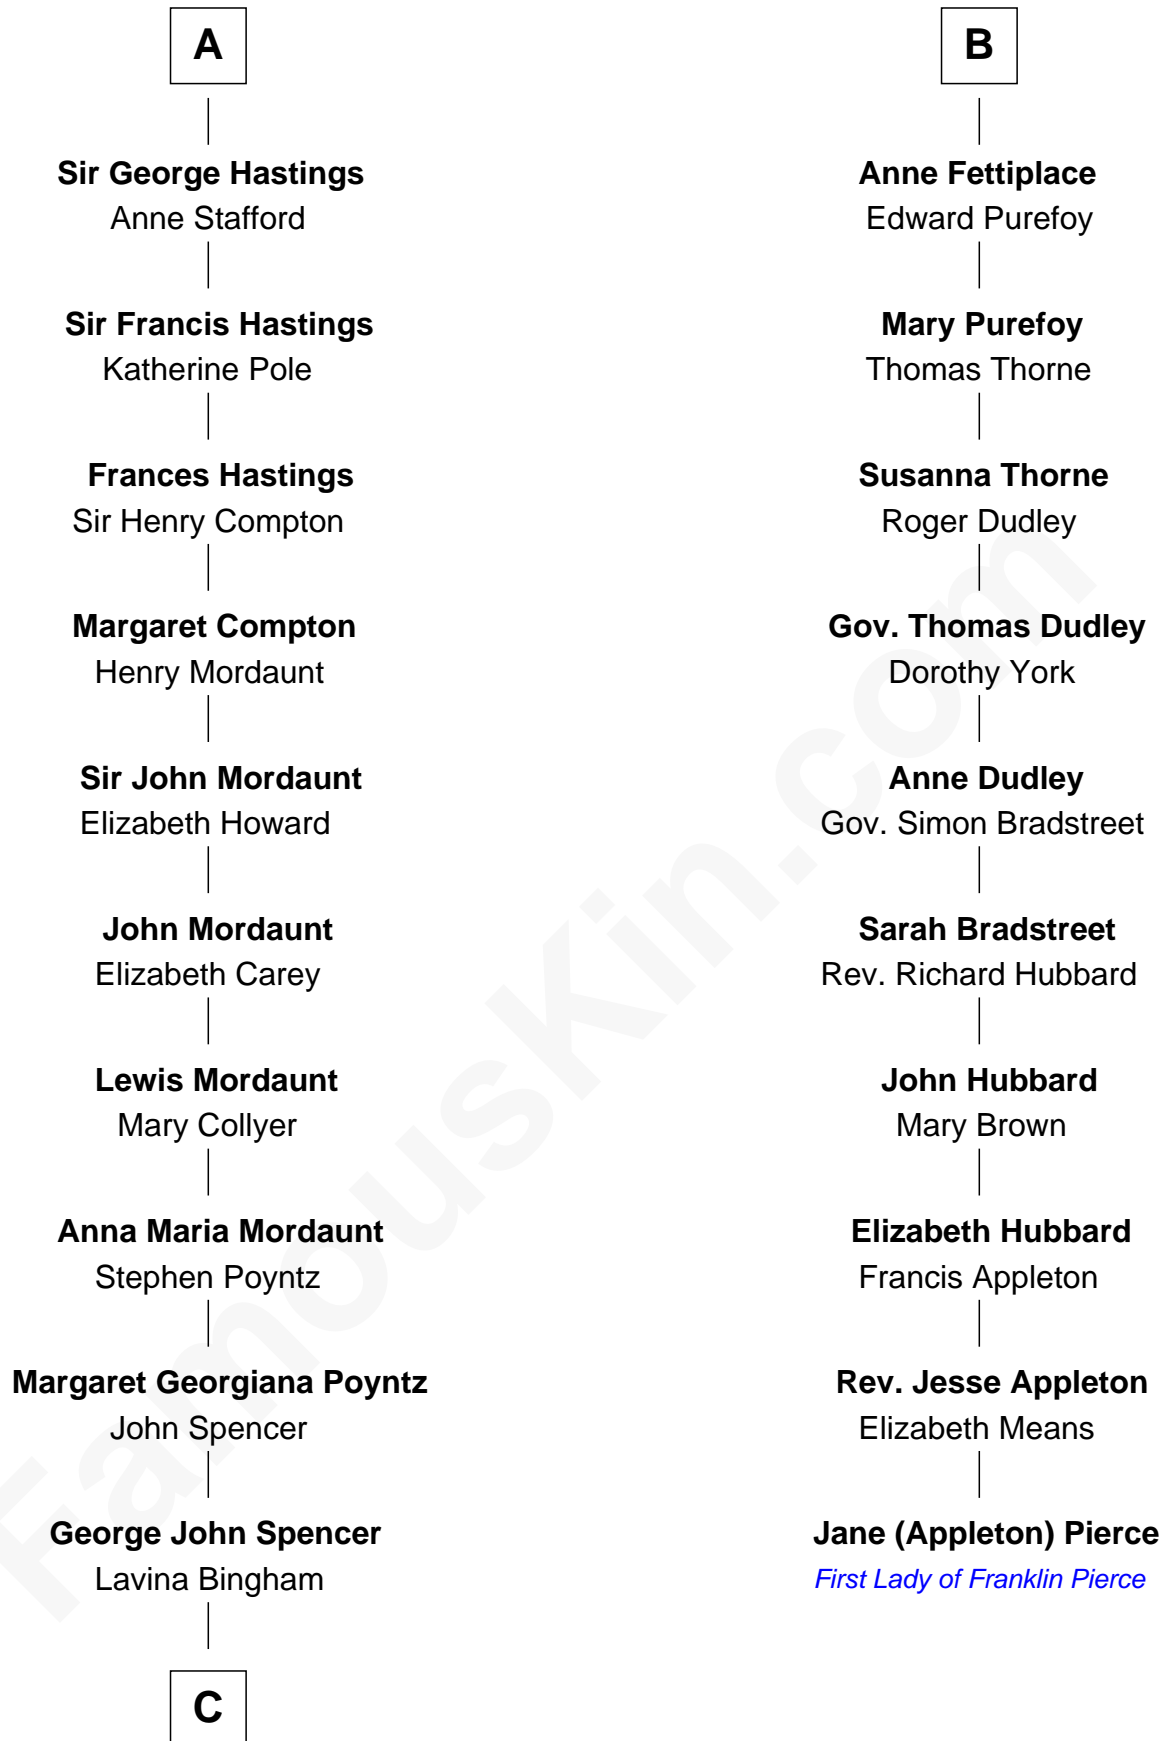 A
Sir George Hastings
Anne Stafford
Sir Francis Hastings
Katherine Pole
Frances Hastings
Sir Henry Compton
Margaret Compton
Henry Mordaunt
Sir John Mordaunt
Elizabeth Howard
John Mordaunt
Elizabeth Carey
Lewis Mordaunt
Mary Collyer
Anna Maria Mordaunt
Stephen Poyntz
Margaret Georgiana Poyntz
John Spencer
George John Spencer
Lavina Bingham
C
B
Anne Fettiplace
Edward Purefoy
Mary Purefoy
Thomas Thorne
Susanna Thorne
Roger Dudley
Gov. Thomas Dudley
Dorothy York
Anne Dudley
Gov. Simon Bradstreet
Sarah Bradstreet
Rev. Richard Hubbard
John Hubbard
Mary Brown
Elizabeth Hubbard
Francis Appleton
Rev. Jesse Appleton
Elizabeth Means
Jane (Appleton) Pierce
First Lady of Franklin Pierce
FamousKin.com